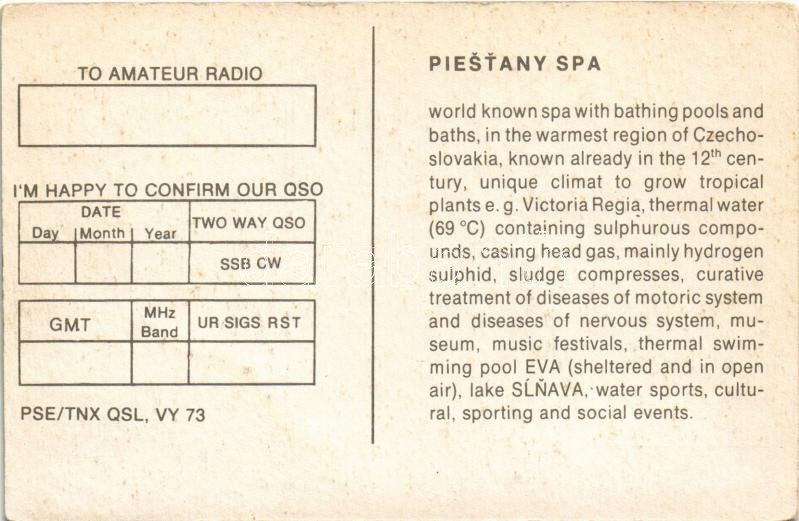 TO AMATEUR RADIO
I'M HAPPY TO CONFIRM OUR QSO
DATE
Day Month Year
TWO WAY QSO
SSB CW
GMT
MHz
Band
UR SIGS RST
PSE/TNX QSL, VY 73
PIEŠŤANY SPA
world known spa with bathing pools and
baths, in the warmest region of Czecho-
slovakia, known already in the 12th cen-
tury, unique climat to grow tropical
plants e. g. Victoria Regia, thermal water
(69 °C) containing sulphurous compo-
unds, casing head gas, mainly hydrogen
sulphid, sludge compresses, curative
treatment of diseases of motoric system
and diseases of nervous system, mu-
seum, music festivals, thermal swim-
ming pool EVA (sheltered and in open
air), lake SĹŇAVA, water sports, cultu-
ral, sporting and social events.